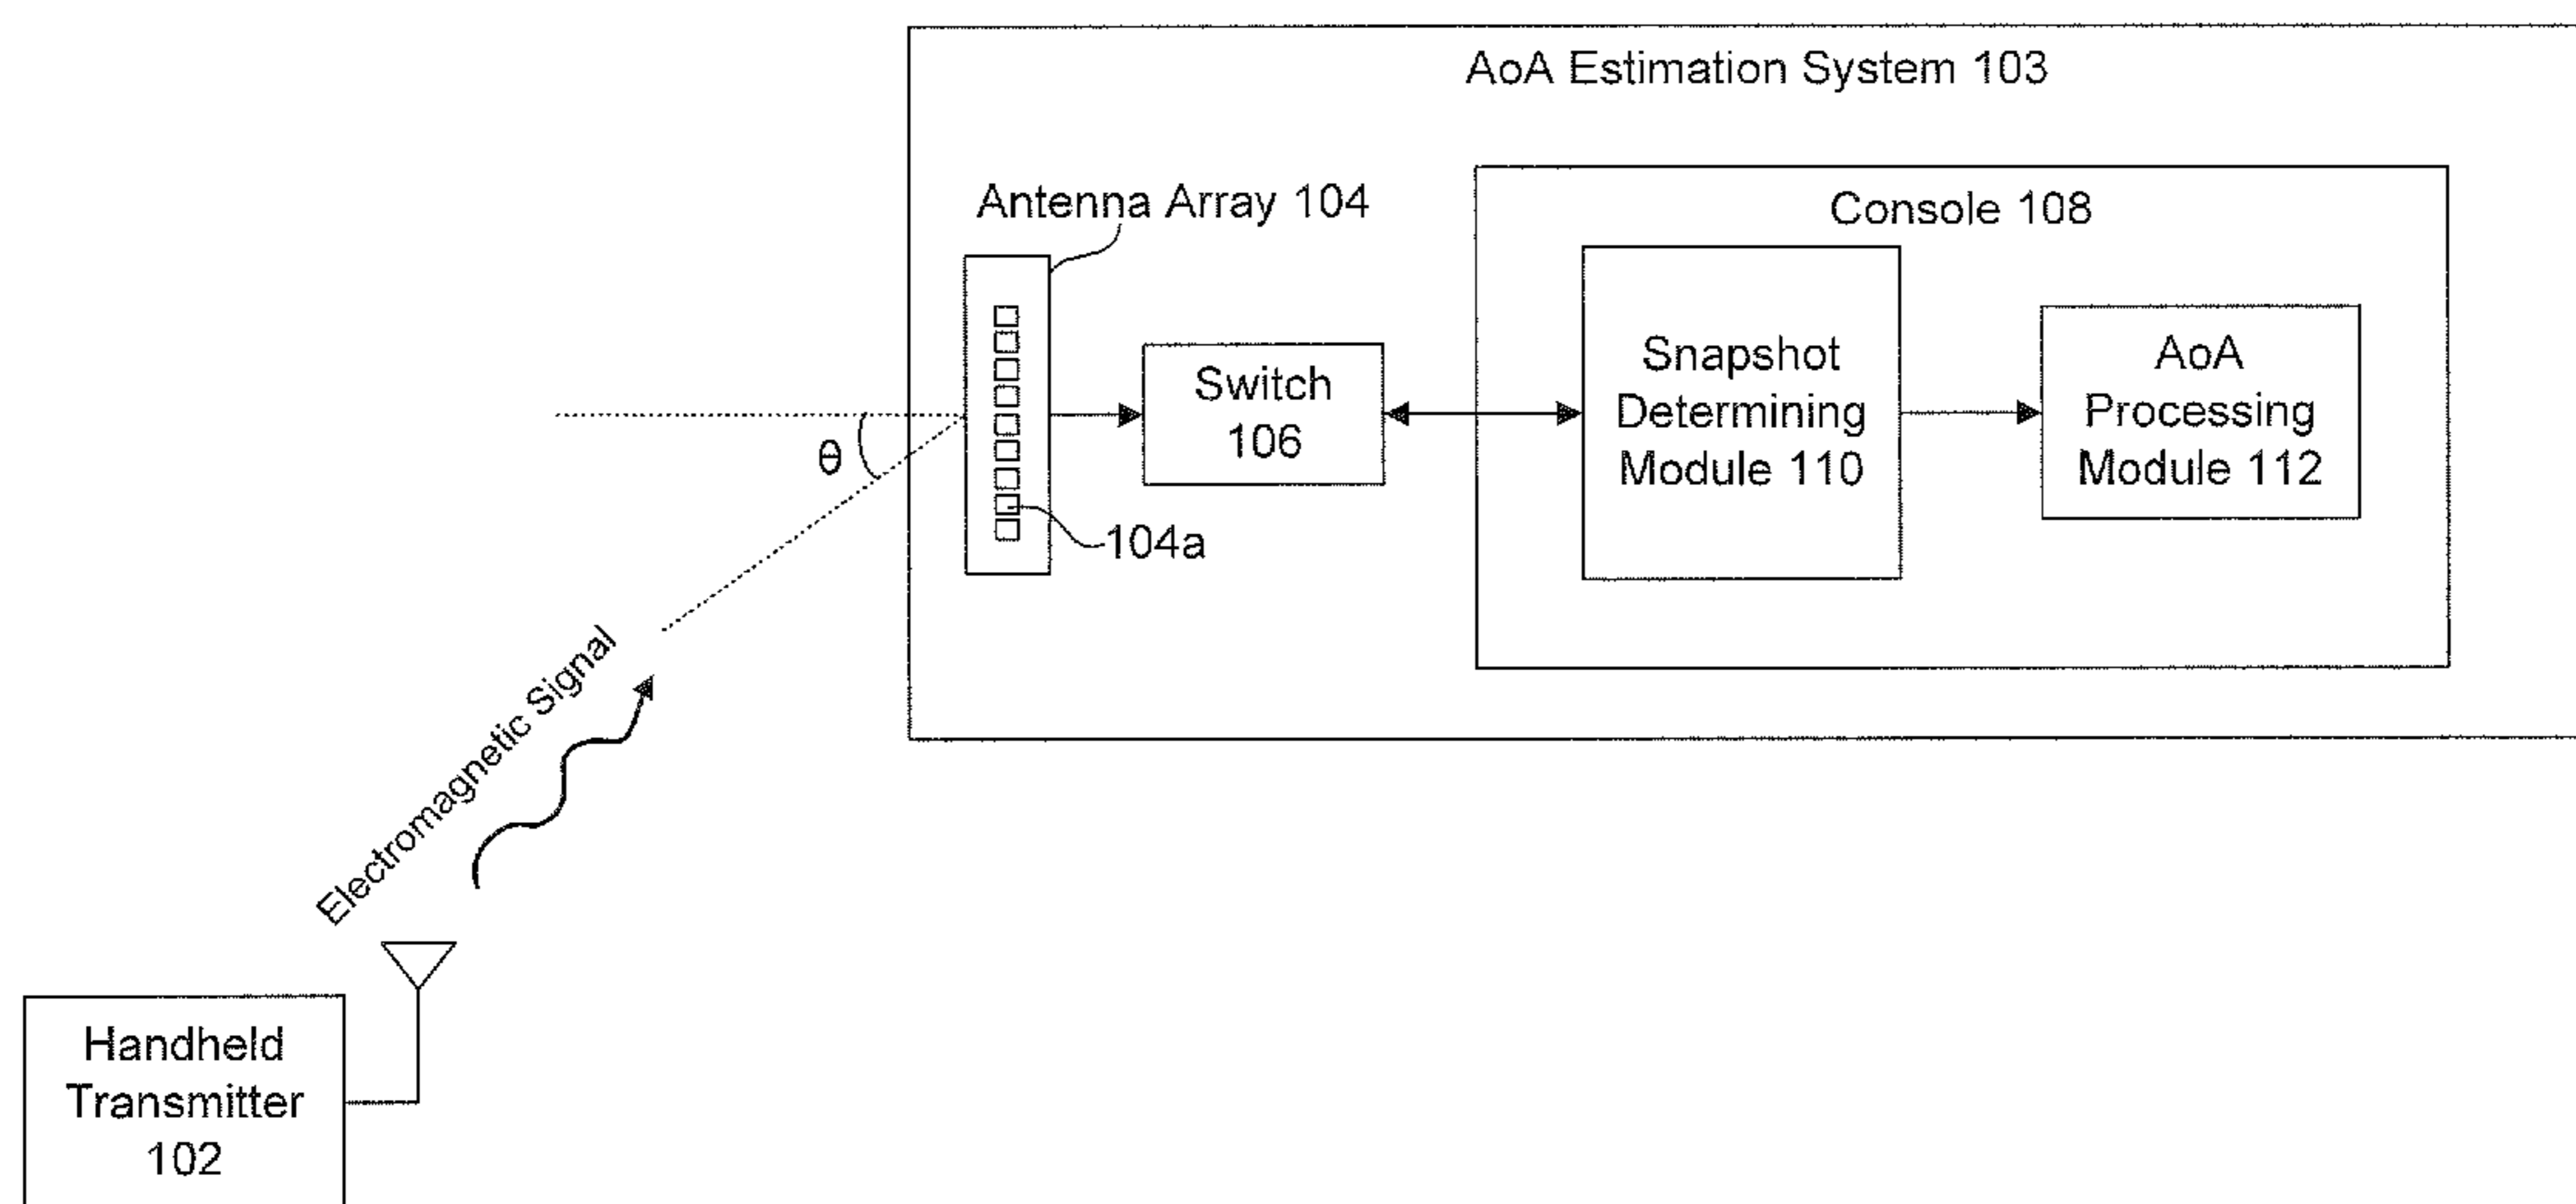 AoA Estimation System 103
Antenna Array 104
Console 108
Switch
106
Snapshot
Determining
Module 110
AoA
Processing
Module 112
θ
104a
Electromagnetic Signal
Handheld
Transmitter
102